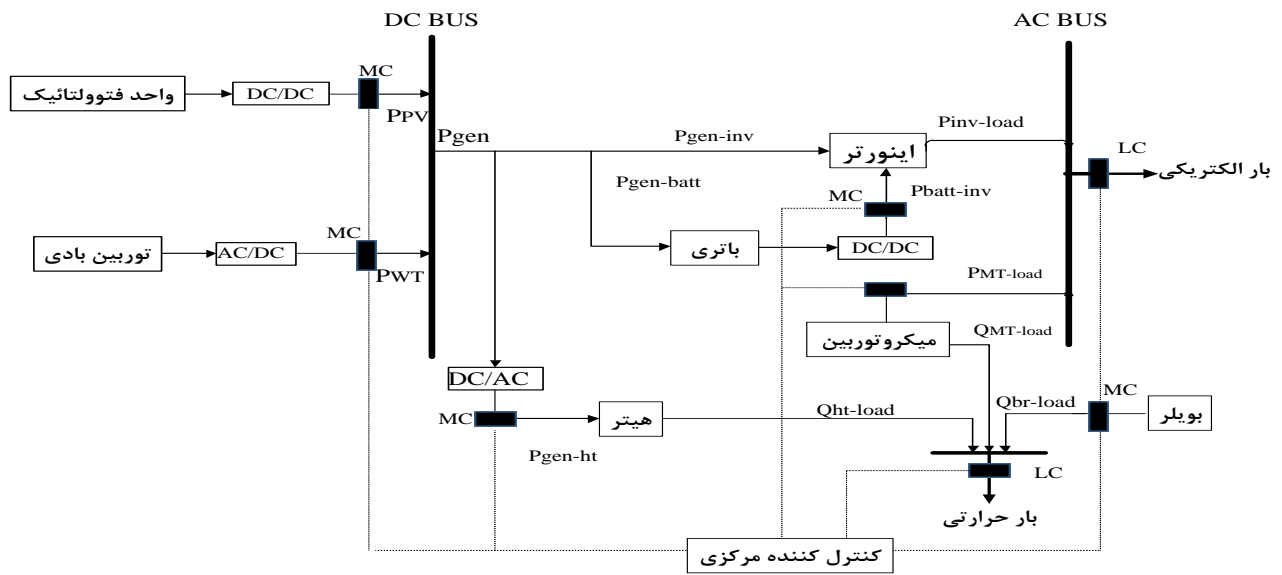 DC BUS
AC BUS
واحد فتوولتائیک
DC/DC
MC
PPV
Pgen
Pgen-inv
اینورتر
Pinv-load
LC
بار الکتریکی
Pgen-batt
MC
Pbatt-inv
توربین بادی
AC/DC
MC
PWT
باتری
DC/DC
PMT-load
میکروتوربین
QMT-load
DC/AC
MC
Pgen-ht
هیتر
Qht-load
Qbr-load
MC
بویلر
LC
بار حرارتی
کنترل کننده مرکزی